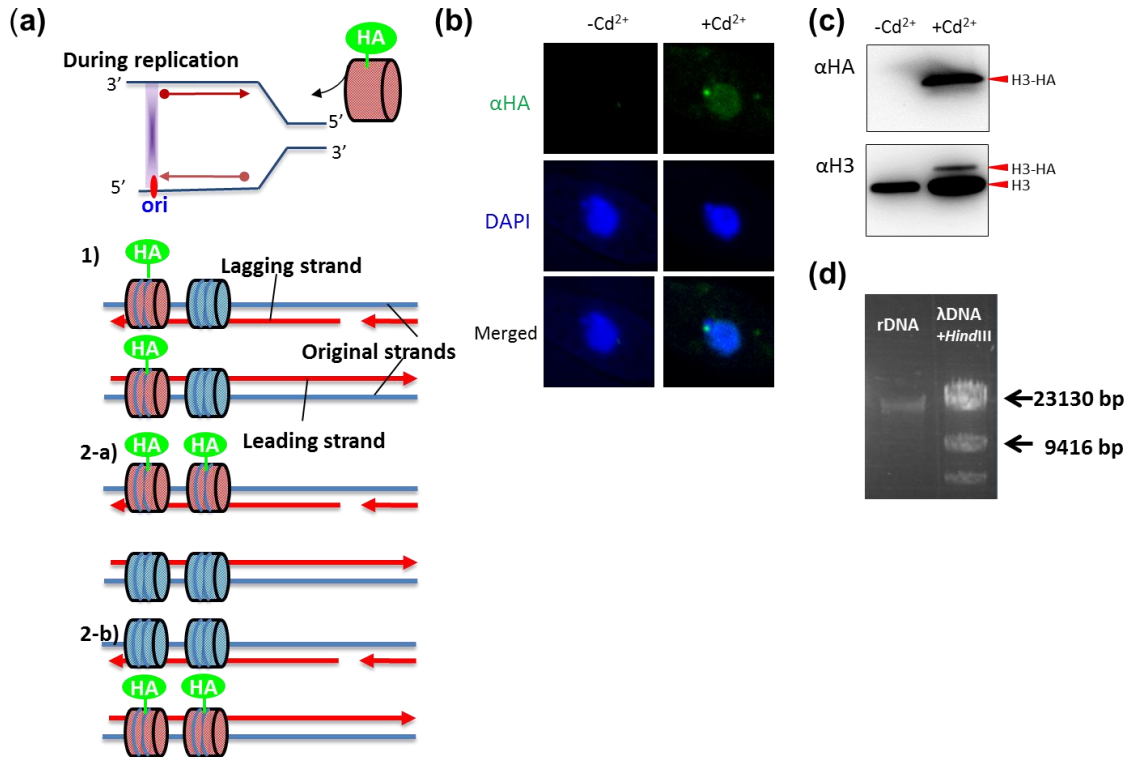 (a)
During replication
HA
3’
5’
3’
5’
ori
1)
HA
Lagging strand
Original strands
HA
Leading strand
2-a)
HA HA
2-b)
HA HA
(b)
-Cd2+ +Cd2+
αHA
DAPI
Merged
(c)
-Cd2+ +Cd2+
αHA
H3-HA
αH3
H3-HA
H3
(d)
rDNA
λDNA
+HindIII
23130 bp
9416 bp